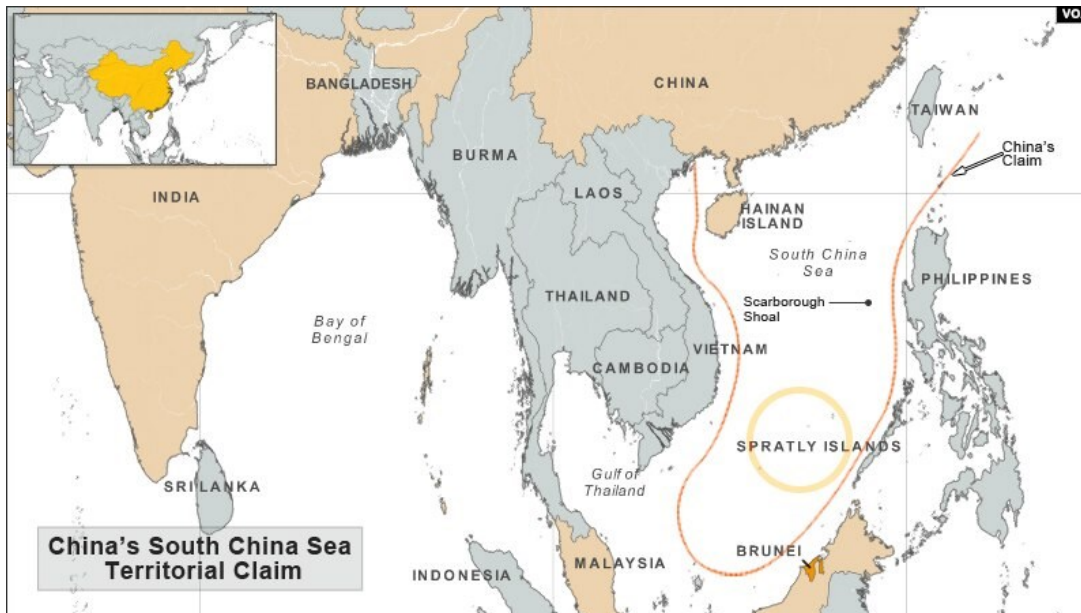 VO
CHINA
BANGLADESH
TAIWAN
China's
Claim
BURMA
INDIA
LAOS
HAINAN
ISLAND
South China
Sea
PHILIPPINES
THAILAND
Scarborough
Shoal
Bay of
Bengal
VIETNAM
CAMBODIA
SPRATLY ISLANDS
Gulf of
Thailand
SRI LANKA
China's South China Sea
Territorial Claim
BRUNEI
MALAYSIA
INDONESIA